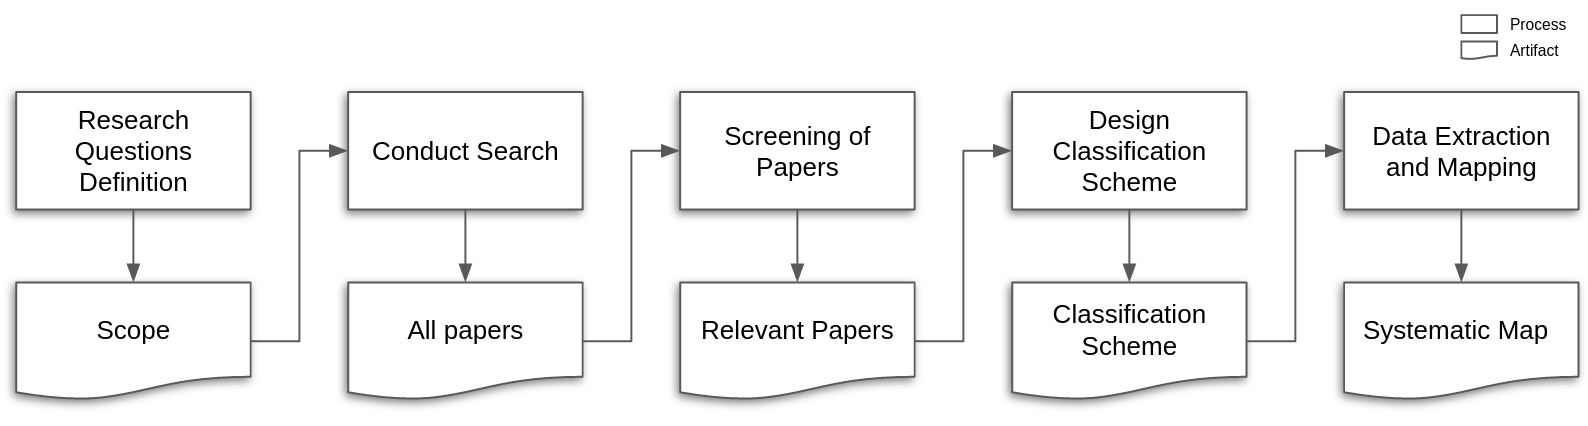 Process
Artifact
Research
Questions
Definition
Conduct Search
Screening of
Papers
Design
Classification
Scheme
Data Extraction
and Mapping
Scope
All papers
Relevant Papers
Classification
Scheme
Systematic Map